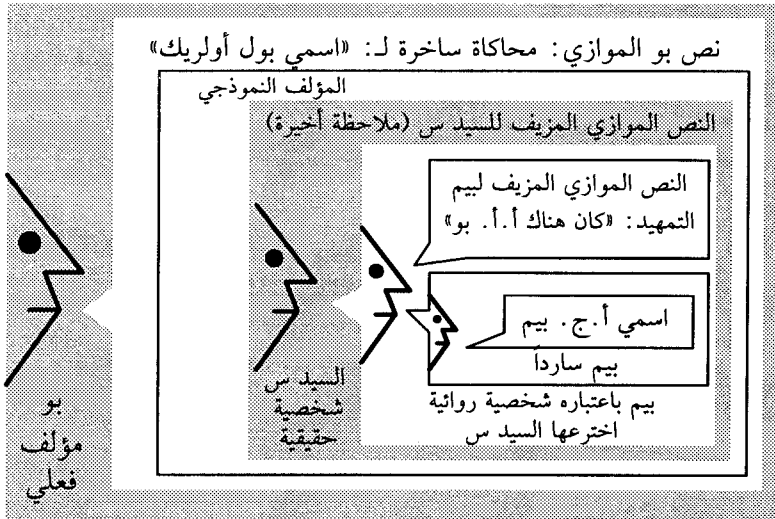 نص بو الموازي: محاكاة ساخرة لـ: «اسمي بول أولريك»
المؤلف النموذجي
النص الموازي المزيف للسيد س (ملاحظة أخيرة)
النص الموازي المزيف لبيم
التمهيد: «كان هناك أ.أ. بو»
اسمي أ.ج. بيم
بيم سارداً
بيم باعتباره شخصية روائية
اخترعها السيد س
السيد س
شخصية
حقيقية
بو
مؤلف
فعلي